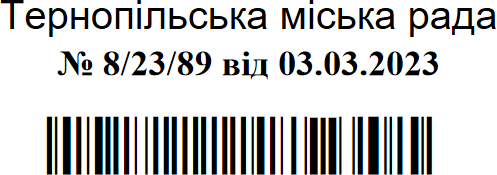 Тернопільська міська рада
№ 8/23/89 від 03.03.2023